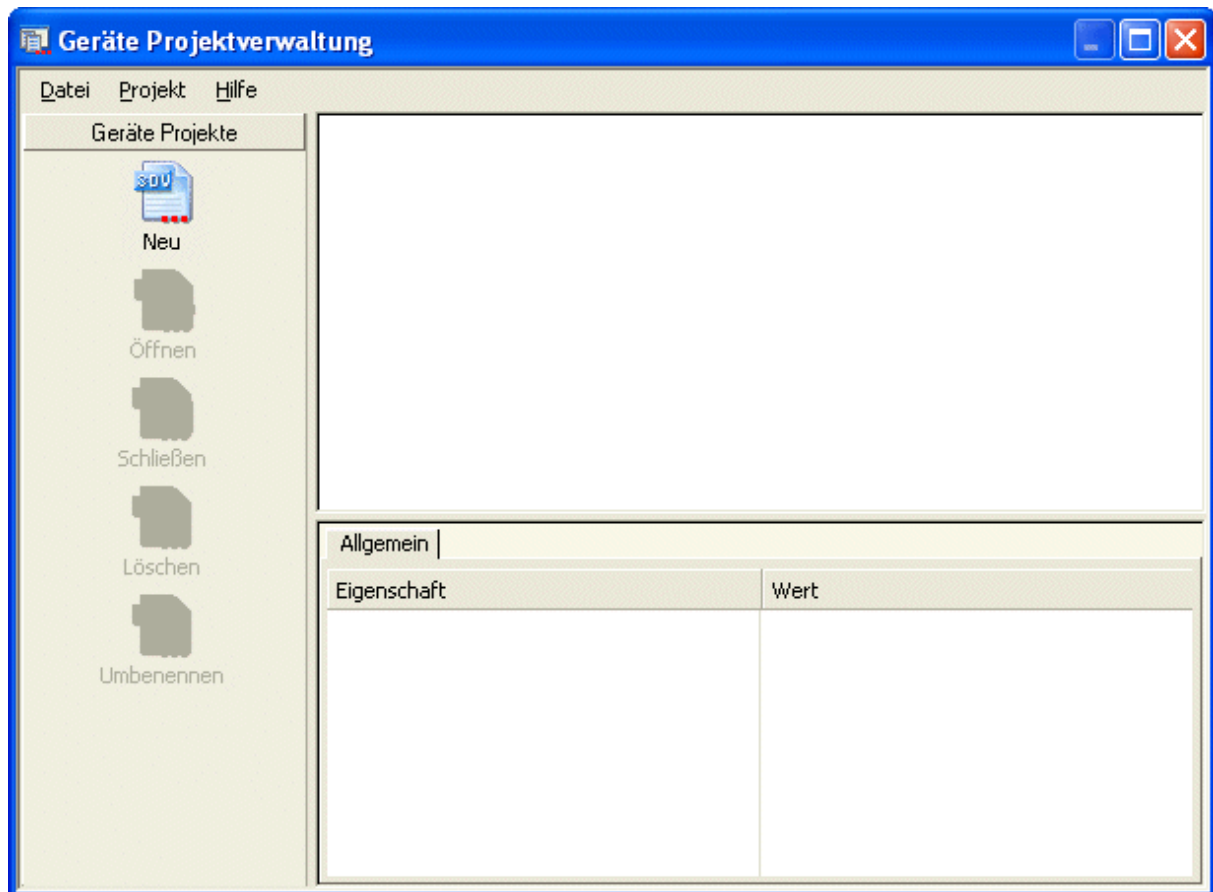 Geräte Projektverwaltung
Datei Projekt Hilfe
Geräte Projekte
SDV
Neu
Öffnen
Schließen
Löschen
Umbenennen
Allgemein
Eigenschaft Wert